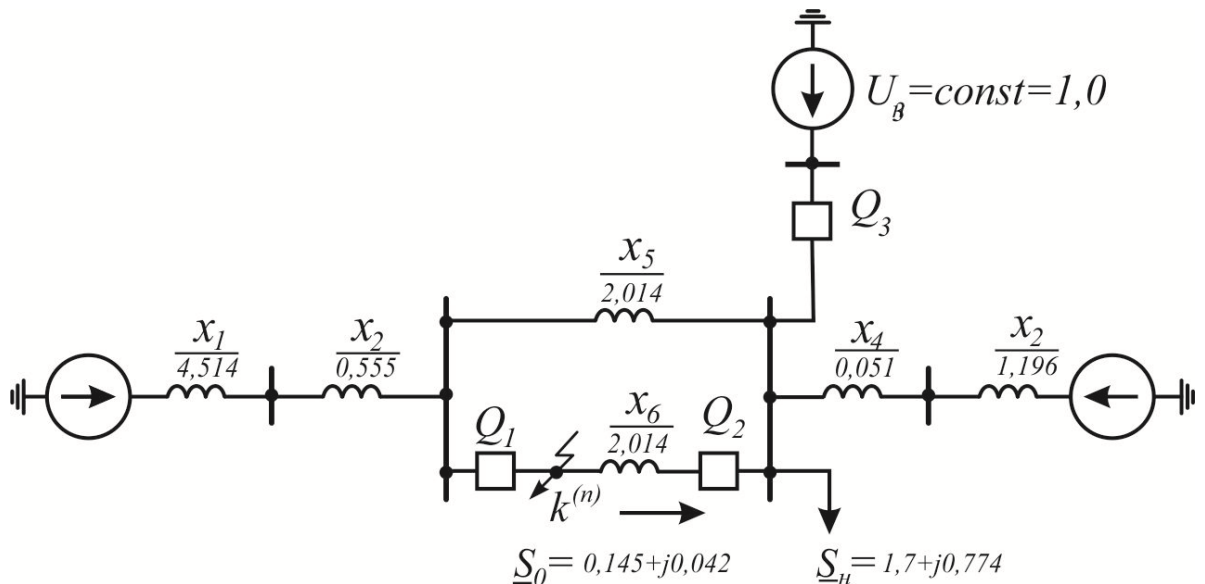 U_в=const=1,0
Q_3
x_5
2,014
x_1
4,514
x_2
0,555
x_4
0,051
x_2
1,196
Q_1
x_6
2,014
Q_2
k^(n)
S_0= 0,145+j0,042
S_н= 1,7+j0,774